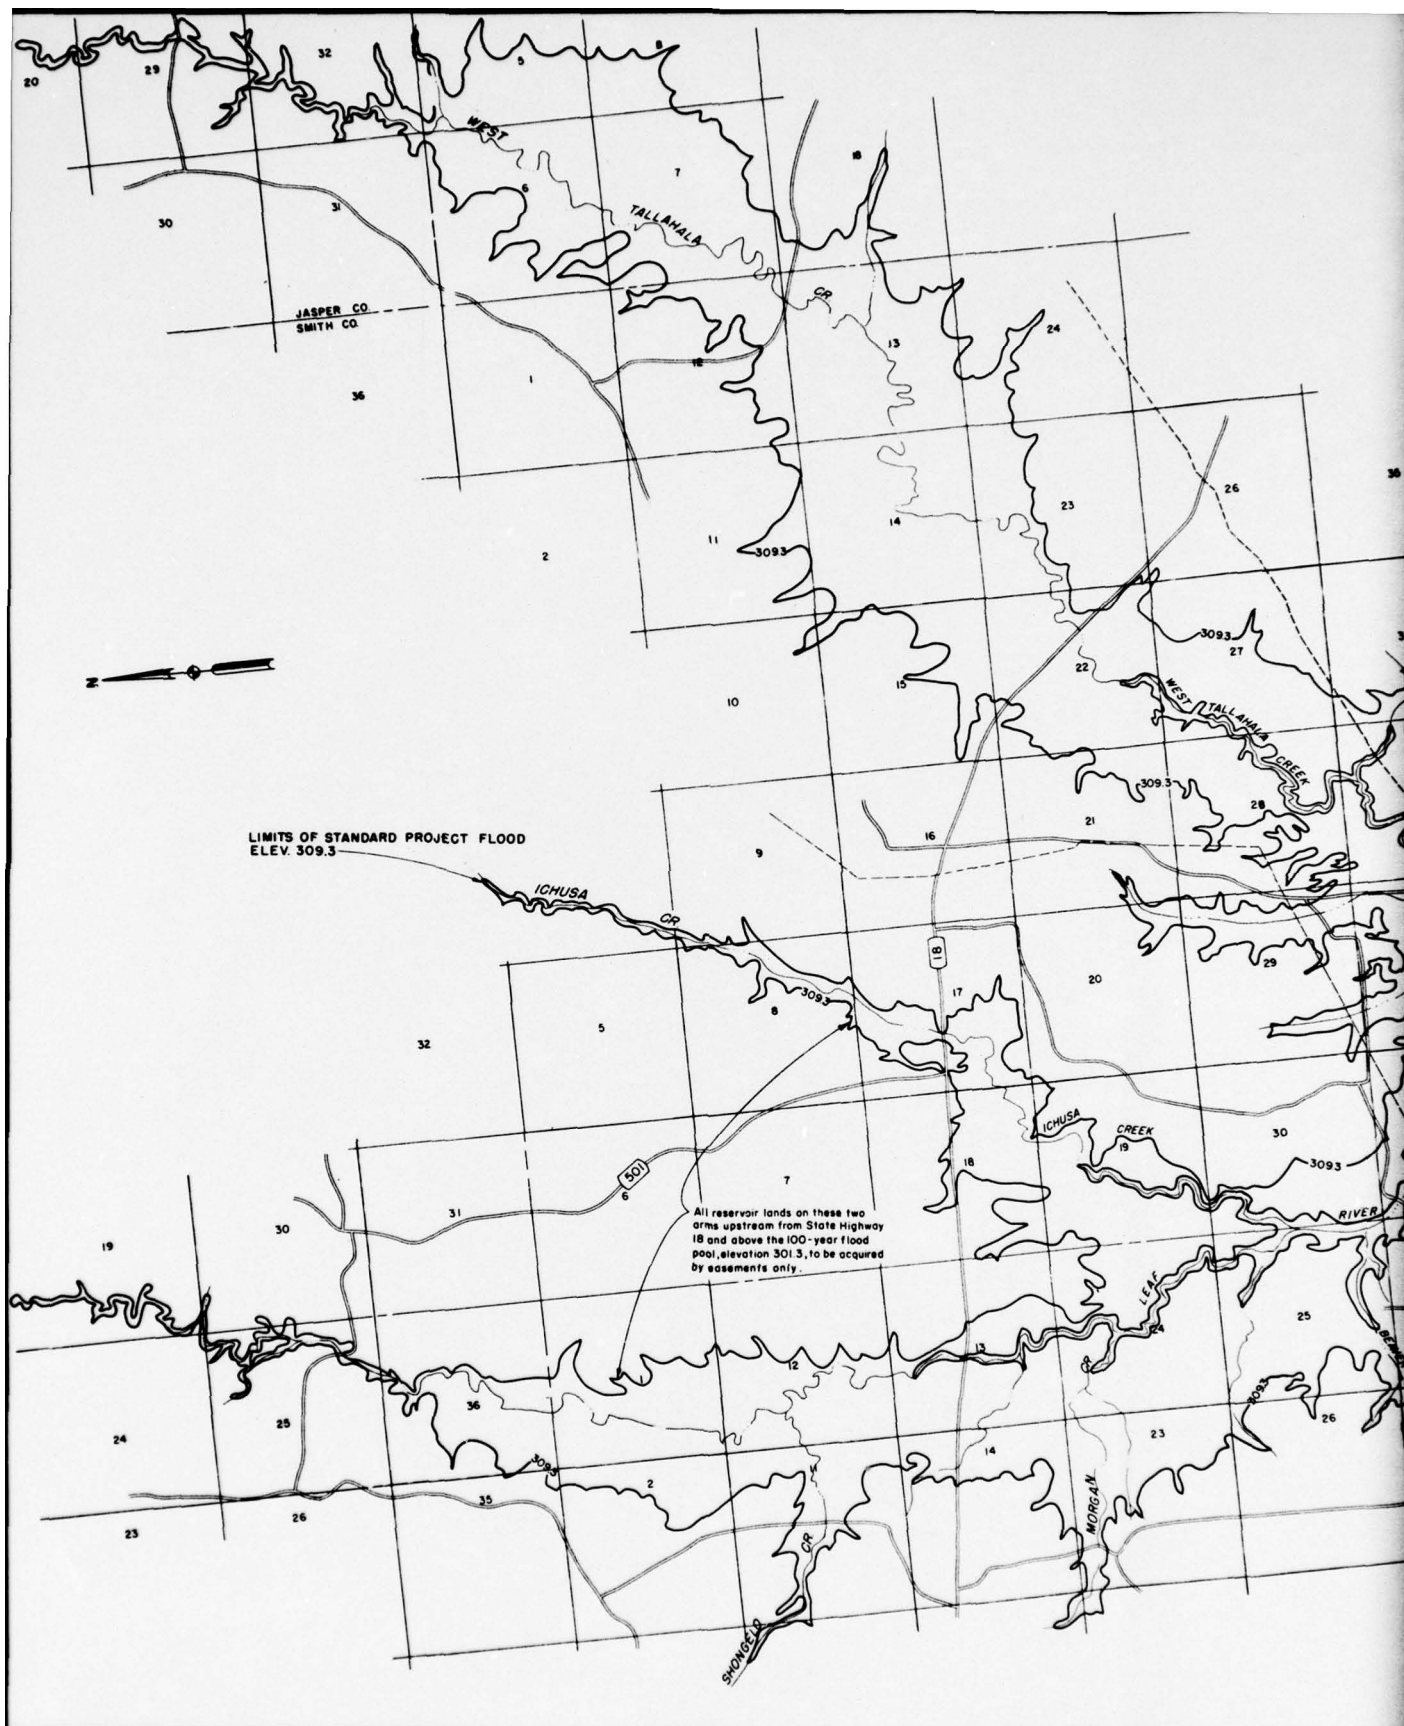 32
5
8
20
29
WEST
18
7
6
31
30
TALLAHALA
CR
JASPER CO.
SMITH CO.
24
13
12
1
36
36
26
23
14
11
3093
2
3093
27
22
WEST
TALLAHALA
CREEK
15
N
10
309.3
28
21
16
LIMITS OF STANDARD PROJECT FLOOD
ELEV. 309.3
9
ICHUSA
CR
18
29
20
17
3093
8
5
32
ICHUSA
CREEK
19
30
3093
18
501
6
7
All reservoir lands on these two
arms upstream from State Highway
18 and above the 100-year flood
pool, elevation 301.3, to be acquired
by easements only.
31
30
19
RIVER
LEAF
25
24
13
12
CR
36
3093
26
25
24
23
14
3093
2
35
26
23
MORGAN
CR
SHONGELO